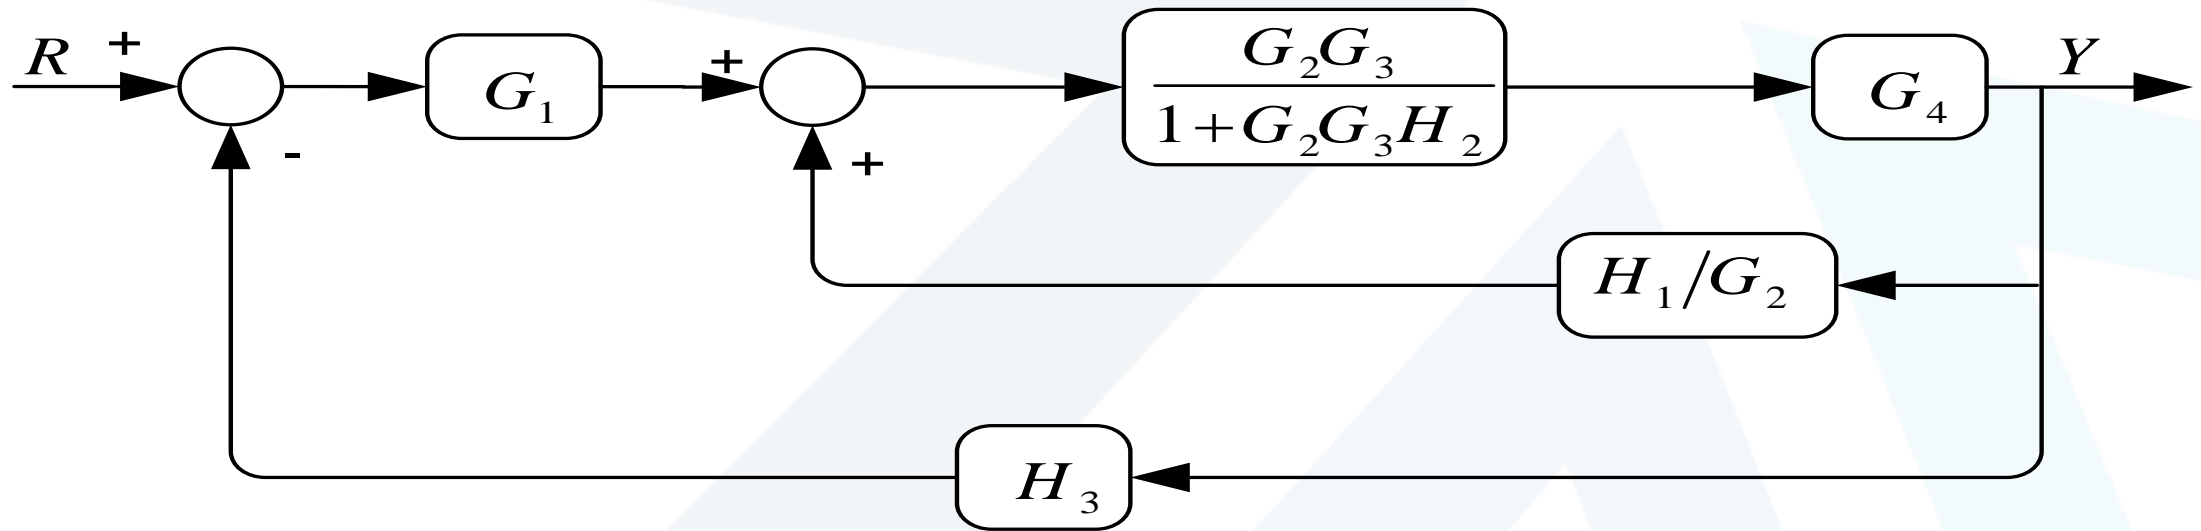 R + G₁ + G₂G₃ / 1+G₂G₃H₂ G₄ Y
- +
H₁/G₂
H₃